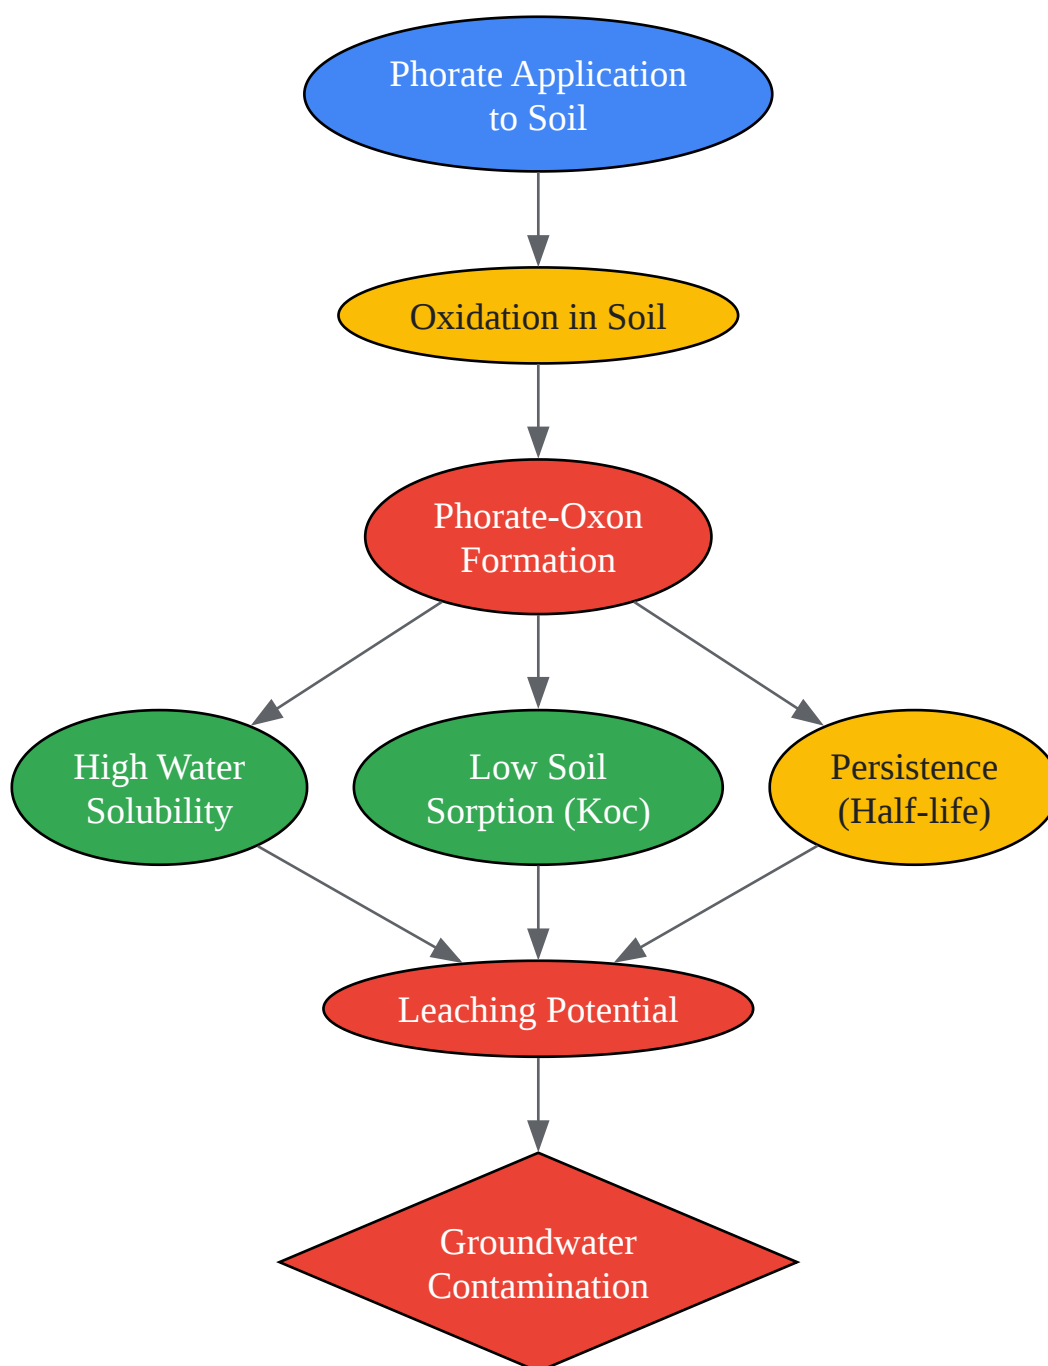 Phorate Application
to Soil
Oxidation in Soil
Phorate-Oxon
Formation
High Water
Solubility
Low Soil
Sorption (Koc)
Persistence
(Half-life)
Leaching Potential
Groundwater
Contamination